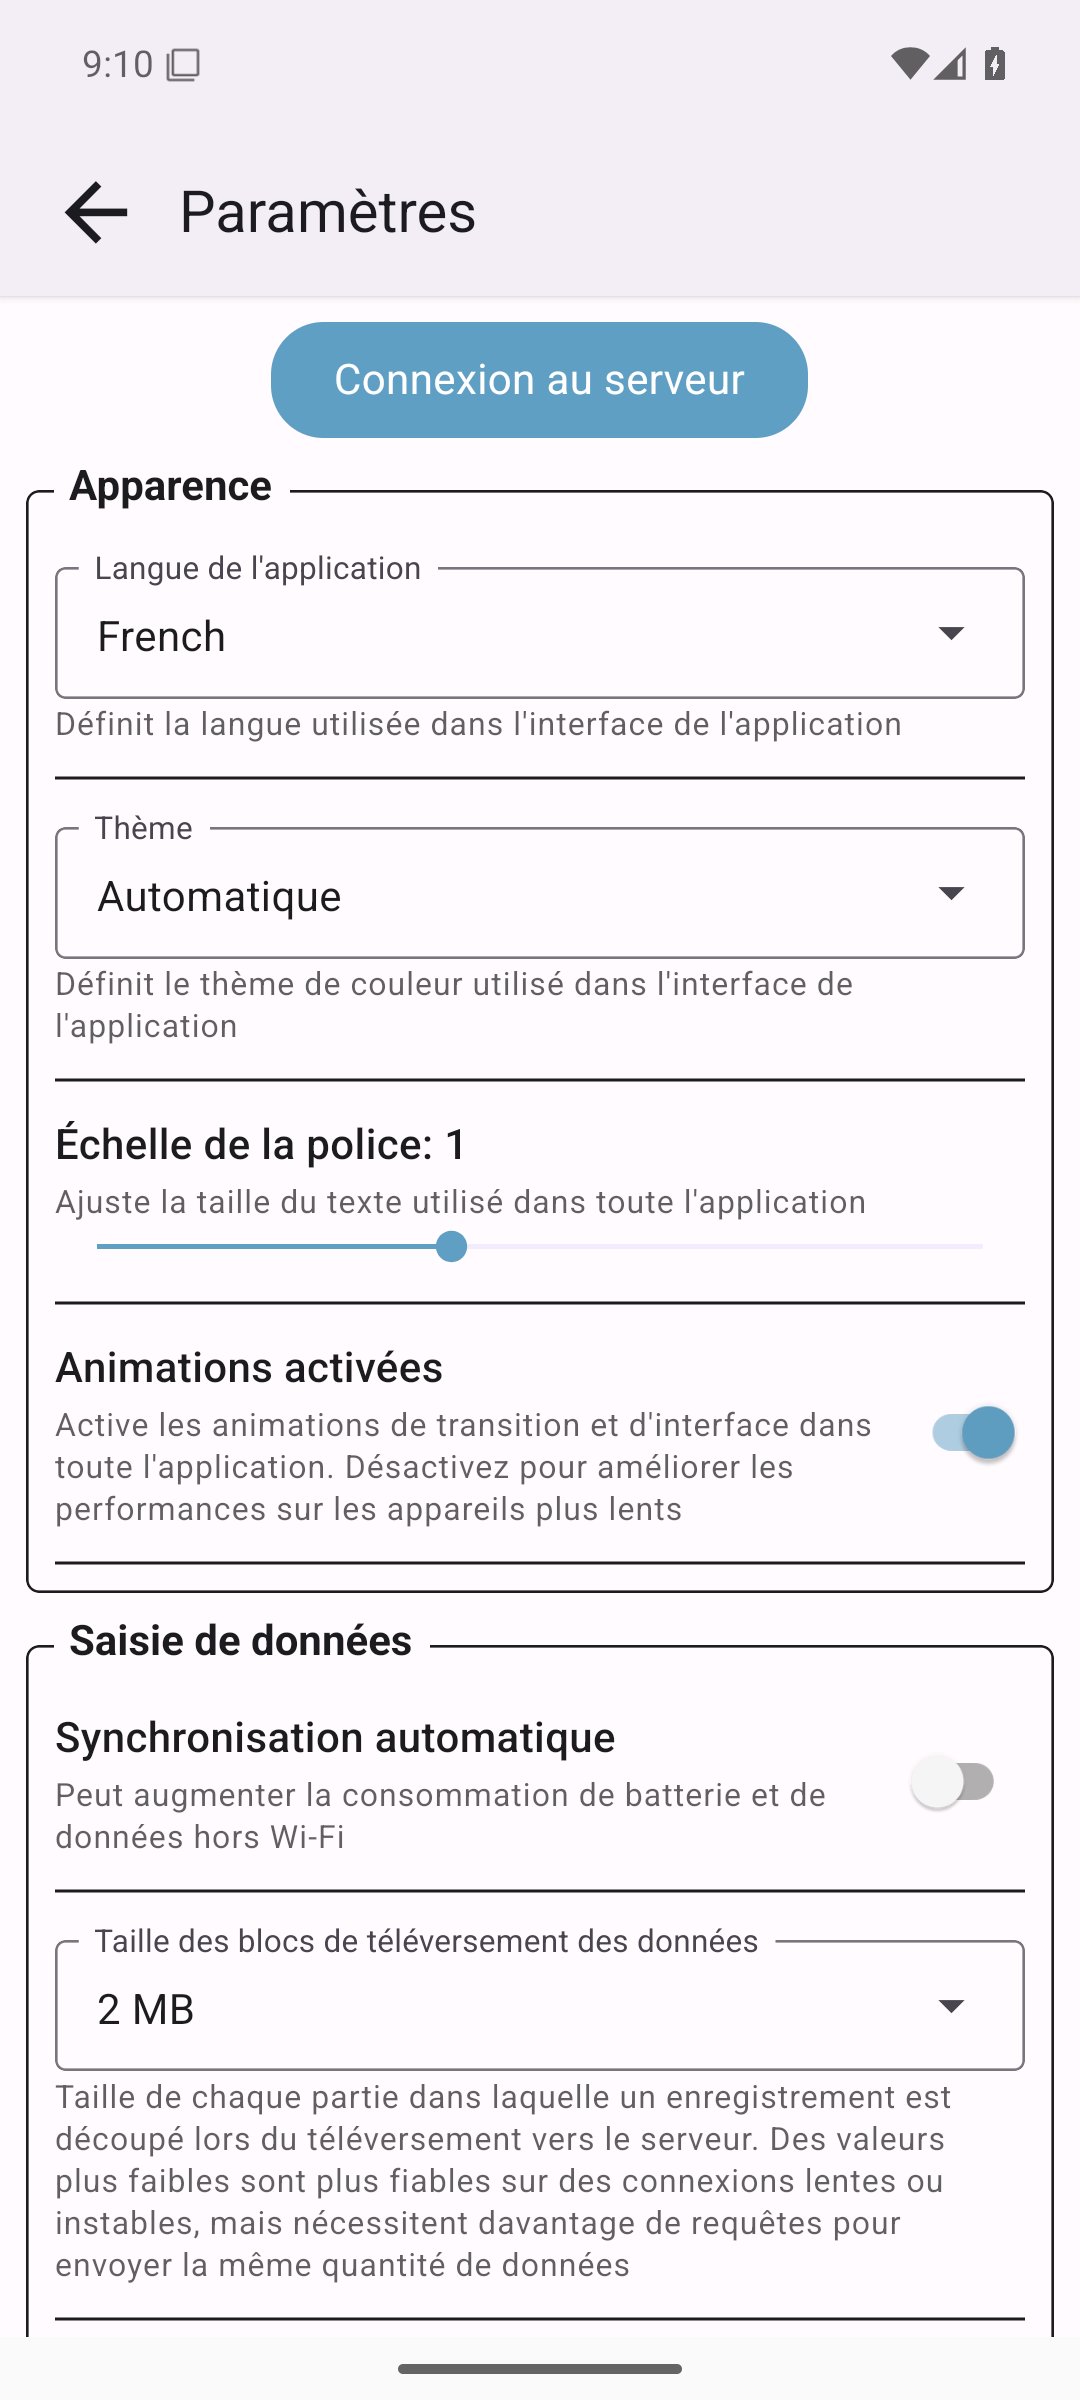 9:10
Paramètres
Connexion au serveur
Apparence
Langue de l'application
French
Définit la langue utilisée dans l'interface de l'application
Thème
Automatique
Définit le thème de couleur utilisé dans l'interface de
l'application
Échelle de la police: 1
Ajuste la taille du texte utilisé dans toute l'application
Animations activées
Active les animations de transition et d'interface dans
toute l'application. Désactivez pour améliorer les
performances sur les appareils plus lents
Saisie de données
Synchronisation automatique
Peut augmenter la consommation de batterie et de
données hors Wi-Fi
Taille des blocs de téléversement des données
2 MB
Taille de chaque partie dans laquelle un enregistrement est
découpé lors du téléversement vers le serveur. Des valeurs
plus faibles sont plus fiables sur des connexions lentes ou
instables, mais nécessitent davantage de requêtes pour
envoyer la même quantité de données